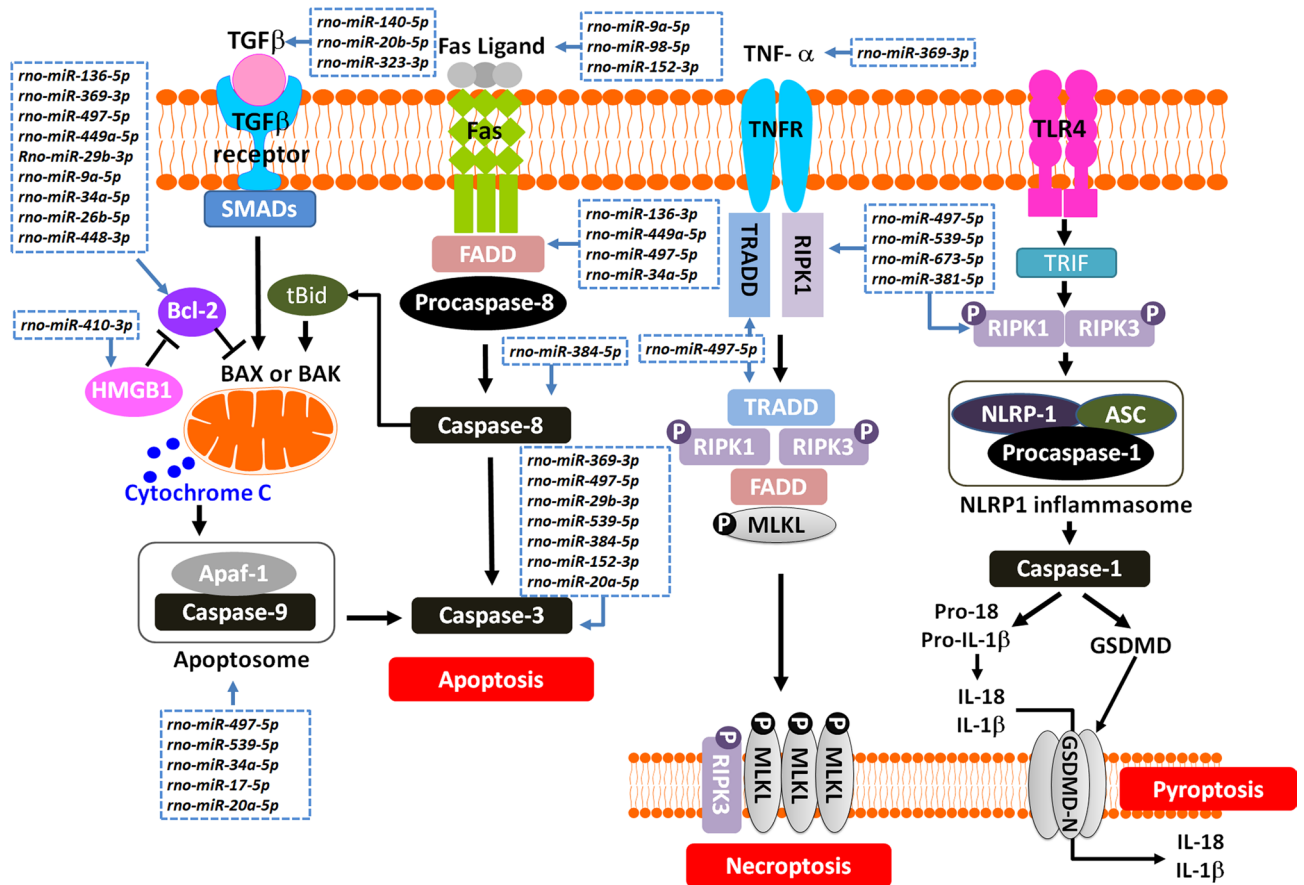 TGFβ
rno-miR-140-5p
rno-miR-20b-5p
rno-miR-323-3p
Fas Ligand
rno-miR-9a-5p
rno-miR-98-5p
rno-miR-152-3p
TNF- α
rno-miR-369-3p
rno-miR-136-5p
rno-miR-369-3p
rno-miR-497-5p
rno-miR-449a-5p
Rno-miR-29b-3p
rno-miR-9a-5p
rno-miR-34a-5p
rno-miR-26b-5p
rno-miR-448-3p
TGFβ
receptor
SMADs
Fas
TNFR
TLR4
FADD
Procaspase-8
rno-miR-136-3p
rno-miR-449a-5p
rno-miR-497-5p
rno-miR-34a-5p
TRADD
RIPK1
rno-miR-497-5p
rno-miR-539-5p
rno-miR-673-5p
rno-miR-381-5p
TRIF
P
RIPK1
RIPK3
P
rno-miR-410-3p
Bcl-2
tBid
HMGB1
BAX or BAK
Cytochrome C
rno-miR-384-5p
Caspase-8
rno-miR-497-5p
TRADD
P
RIPK1
RIPK3
P
FADD
P
MLKL
NLRP-1
ASC
Procaspase-1
NLRP1 inflammasome
rno-miR-369-3p
rno-miR-497-5p
rno-miR-29b-3p
rno-miR-539-5p
rno-miR-384-5p
rno-miR-152-3p
rno-miR-20a-5p
Apaf-1
Caspase-9
Apoptosome
Caspase-3
Apoptosis
Caspase-1
Pro-18
Pro-IL-1β
GSDMD
IL-18
IL-1β
rno-miR-497-5p
rno-miR-539-5p
rno-miR-34a-5p
rno-miR-17-5p
rno-miR-20a-5p
P
RIPK3
P
MLKL
P
MLKL
P
MLKL
Necroptosis
GSDMD-N
Pyroptosis
IL-18
IL-1β